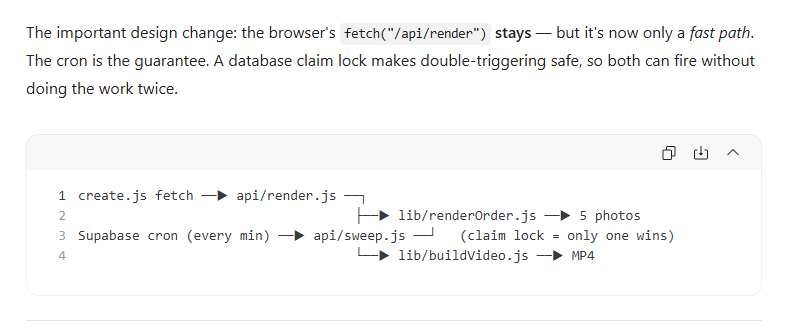 The important design change: the browser's fetch("/api/render") stays — but it's now only a fast path.
The cron is the guarantee. A database claim lock makes double-triggering safe, so both can fire without
doing the work twice.
1 create.js fetch ─▶ api/render.js ─┐
2                                   ├─▶ lib/renderOrder.js ─▶ 5 photos
3 Supabase cron (every min) ─▶ api/sweep.js ─┘   (claim lock = only one wins)
4                                   └─▶ lib/buildVideo.js ─▶ MP4